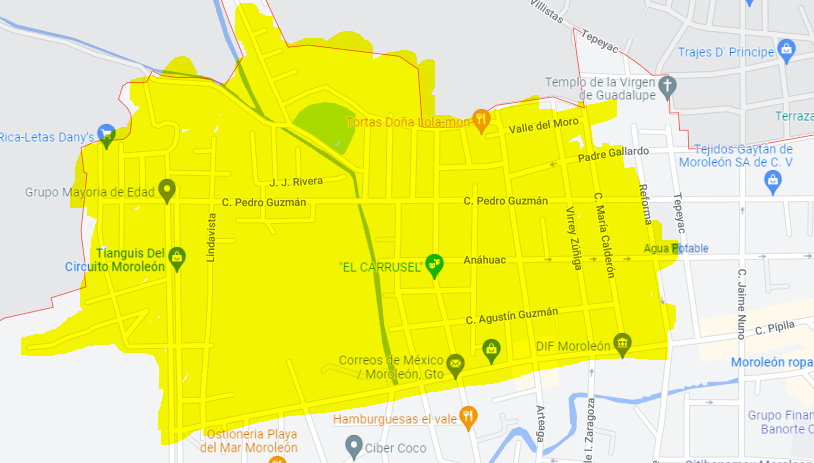 Villistas
Tepeyac
Trajes D' Principe
Templo de la Virgen
de Guadalupe
Terraza
Tortas Doña Lola-mon
Valle del Moro
Rica-Letas Dany's
Tejidos Gaytán de
Moroleón SA de C. V
Padre Gallardo
J. J. Rivera
Grupo Mayoria de Edad
C. Pedro Guzmán
C. Pedro Guzmán
Reforma
Tepeyac
C. María Calderón
Virrey Zúñiga
Lindavista
Agua Potable
Tianguis Del
Circuito Moroleón
"EL CARRUSEL"
Anáhuac
C. Jaime Nuno
C. Agustín Guzmán
C. Pípila
DIF Moroleón
Correos de México
/ Moroleón, Gto
Moroleón ropa
Hamburguesas el vale
Arteaga
le I. Zaragoza
Grupo Finan
Banorte C
Ostioneria Playa
del Mar Moroleón
Ciber Coco